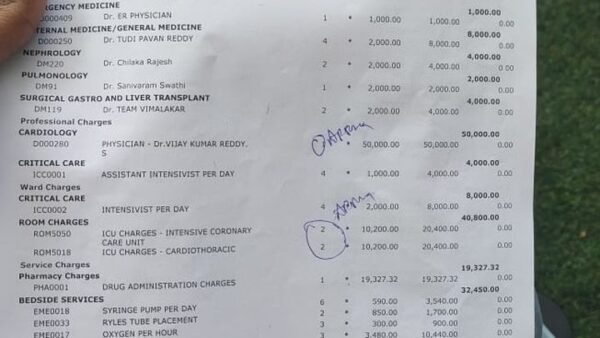 RGENCY MEDICINE 1,000.00
D000409 Dr. ER PHYSICIAN 1 * 1,000.00 1,000.00 0.00
TERNAL MEDICINE/GENERAL MEDICINE 8,000.00
D000250 Dr. TUDI PAVAN REDDY 4 * 2,000.00 8,000.00 0.00
NEPHROLOGY 4,000.00
DM220 Dr. Chilaka Rajesh 2 * 2,000.00 4,000.00 0.00
PULMONOLOGY 2,000.00
DM91 Dr. Sanivaram Swathi 1 * 2,000.00 2,000.00 0.00
SURGICAL GASTRO AND LIVER TRANSPLANT 4,000.00
DM119 Dr. TEAM VIMALAKAR 2 * 2,000.00 4,000.00 0.00
Professional Charges
CARDIOLOGY 50,000.00
D000280 PHYSICIAN - Dr.VIJAY KUMAR REDDY. * 50,000.00 50,000.00 0.00
S
CRITICAL CARE 4,000.00
ICC0001 ASSISTANT INTENSIVIST PER DAY 4 * 1,000.00 4,000.00 0.00
Ward Charges
CRITICAL CARE 8,000.00
ICC0002 INTENSIVIST PER DAY 4 * 2,000.00 8,000.00 0.00
ROOM CHARGES 40,800.00
ROM5050 ICU CHARGES - INTENSIVE CORONARY 2 * 10,200.00 20,400.00 0.00
CARE UNIT
ROM5018 ICU CHARGES - CARDIOTHORACIC 2 * 10,200.00 20,400.00 0.00
Service Charges 19,327.32
Pharmacy Charges
PHA0001 DRUG ADMINISTRATION CHARGES 1 * 19,327.32 19,327.32 0.00
BEDSIDE SERVICES 32,450.00
EME0018 SYRINGE PUMP PER DAY 6 * 590.00 3,540.00 0.00
EME0033 RYLES TUBE PLACEMENT 2 * 850.00 1,700.00 0.00
EME0017 OXYGEN PER HOUR 3 * 300.00 900.00 0.00
3 * 3,480.00 10,440.00 0.00